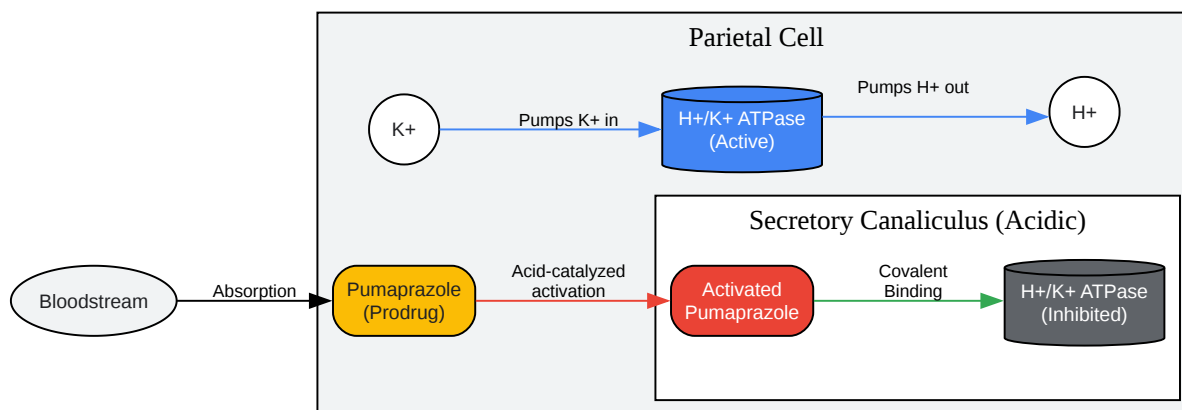 Parietal Cell
K+
Pumps K+ in
H+/K+ ATPase
(Active)
Pumps H+ out
H+
Secretory Canaliculus (Acidic)
Bloodstream
Absorption
Pumaprazole
(Prodrug)
Acid-catalyzed
activation
Activated
Pumaprazole
Covalent
Binding
H+/K+ ATPase
(Inhibited)